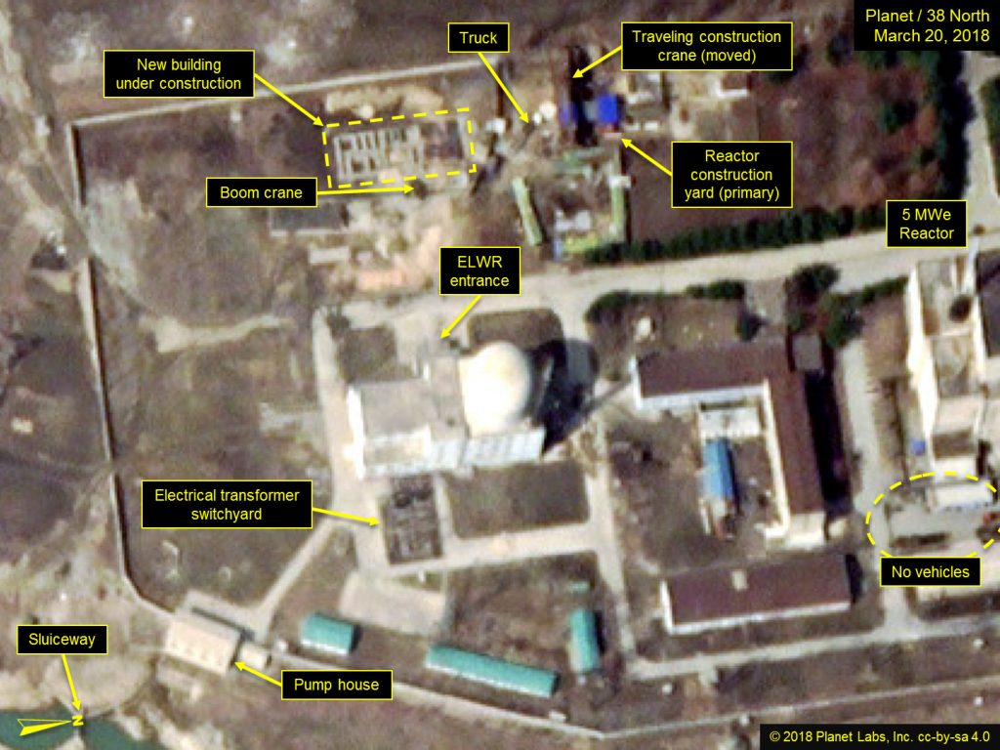 Planet / 38 North
March 20, 2018
Truck
Traveling construction
crane (moved)
New building
under construction
Reactor
construction
yard (primary)
Boom crane
5 MWe
Reactor
ELWR
entrance
Electrical transformer
switchyard
No vehicles
Sluiceway
Pump house
N
© 2018 Planet Labs, Inc. cc-by-sa 4.0